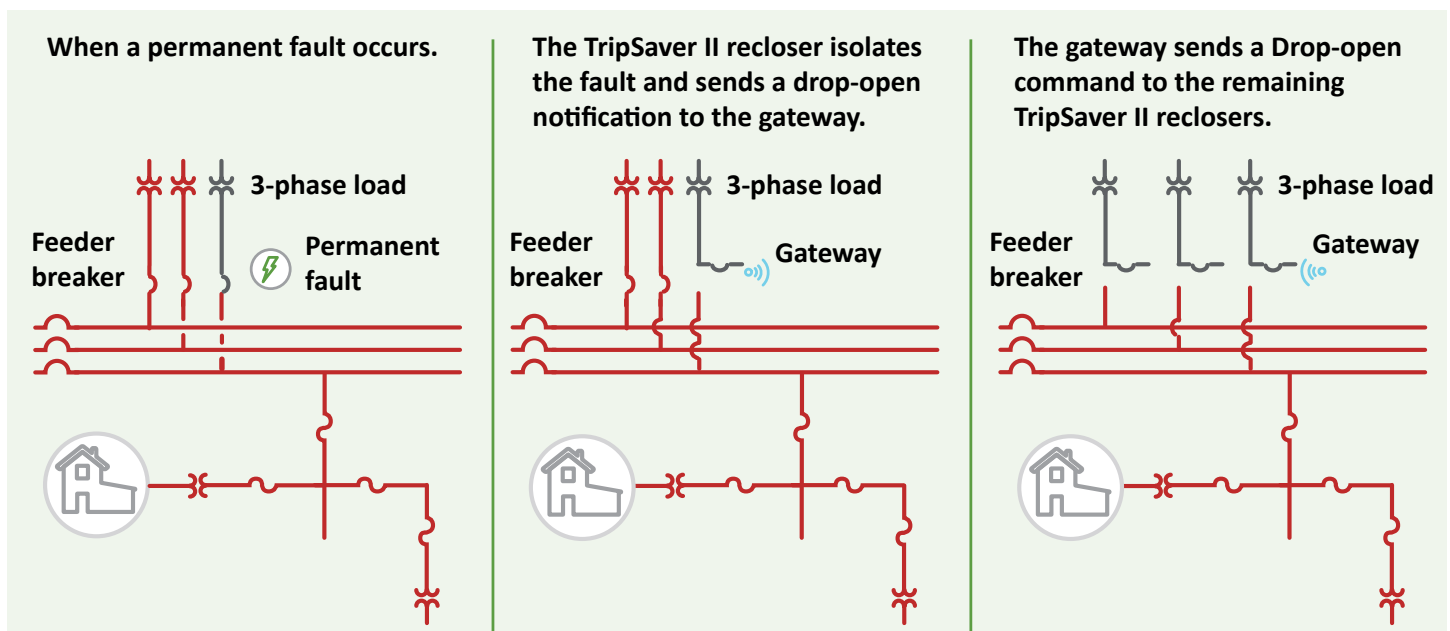 When a permanent fault occurs.
3-phase load
Feeder
breaker
Permanent
fault
The TripSaver II recloser isolates
the fault and sends a drop-open
notification to the gateway.
3-phase load
Feeder
breaker
Gateway
The gateway sends a Drop-open
command to the remaining
TripSaver II reclosers.
3-phase load
Feeder
breaker
Gateway